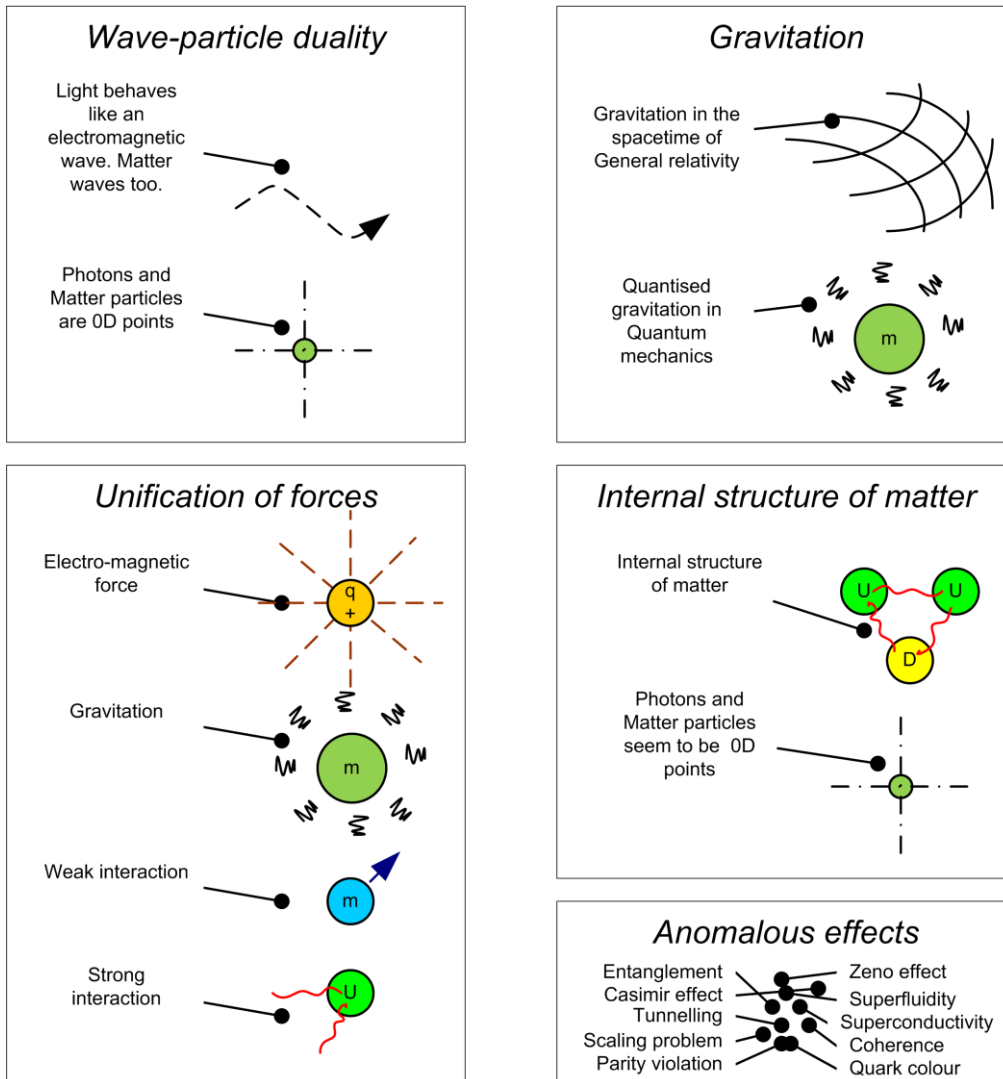 Wave-particle duality
Light behaves
like an
electromagnetic
wave. Matter
waves too.
Photons and
Matter particles
are 0D points
Gravitation
Gravitation in the
spacetime of
General relativity
Quantised
gravitation in
Quantum
mechanics
m
Unification of forces
Electro-magnetic
force
q
+
Gravitation
m
Weak interaction
m
Strong
interaction
U
Internal structure of matter
Internal structure
of matter
U
U
D
Photons and
Matter particles
seem to be 0D
points
Anomalous effects
Entanglement
Casimir effect
Tunnelling
Scaling problem
Parity violation
Zeno effect
Superfluidity
Superconductivity
Coherence
Quark colour